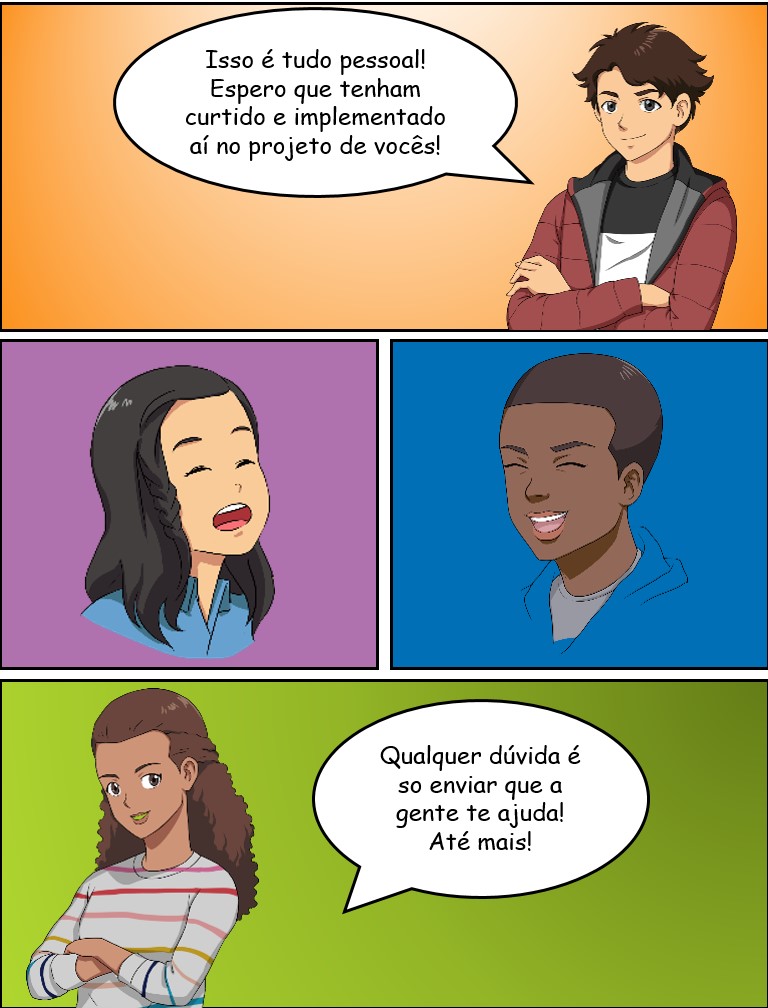 Isso é tudo pessoal!
Espero que tenham
curtido e implementado
aí no projeto de vocês!
Qualquer dúvida é
so enviar que a
gente te ajuda!
Até mais!